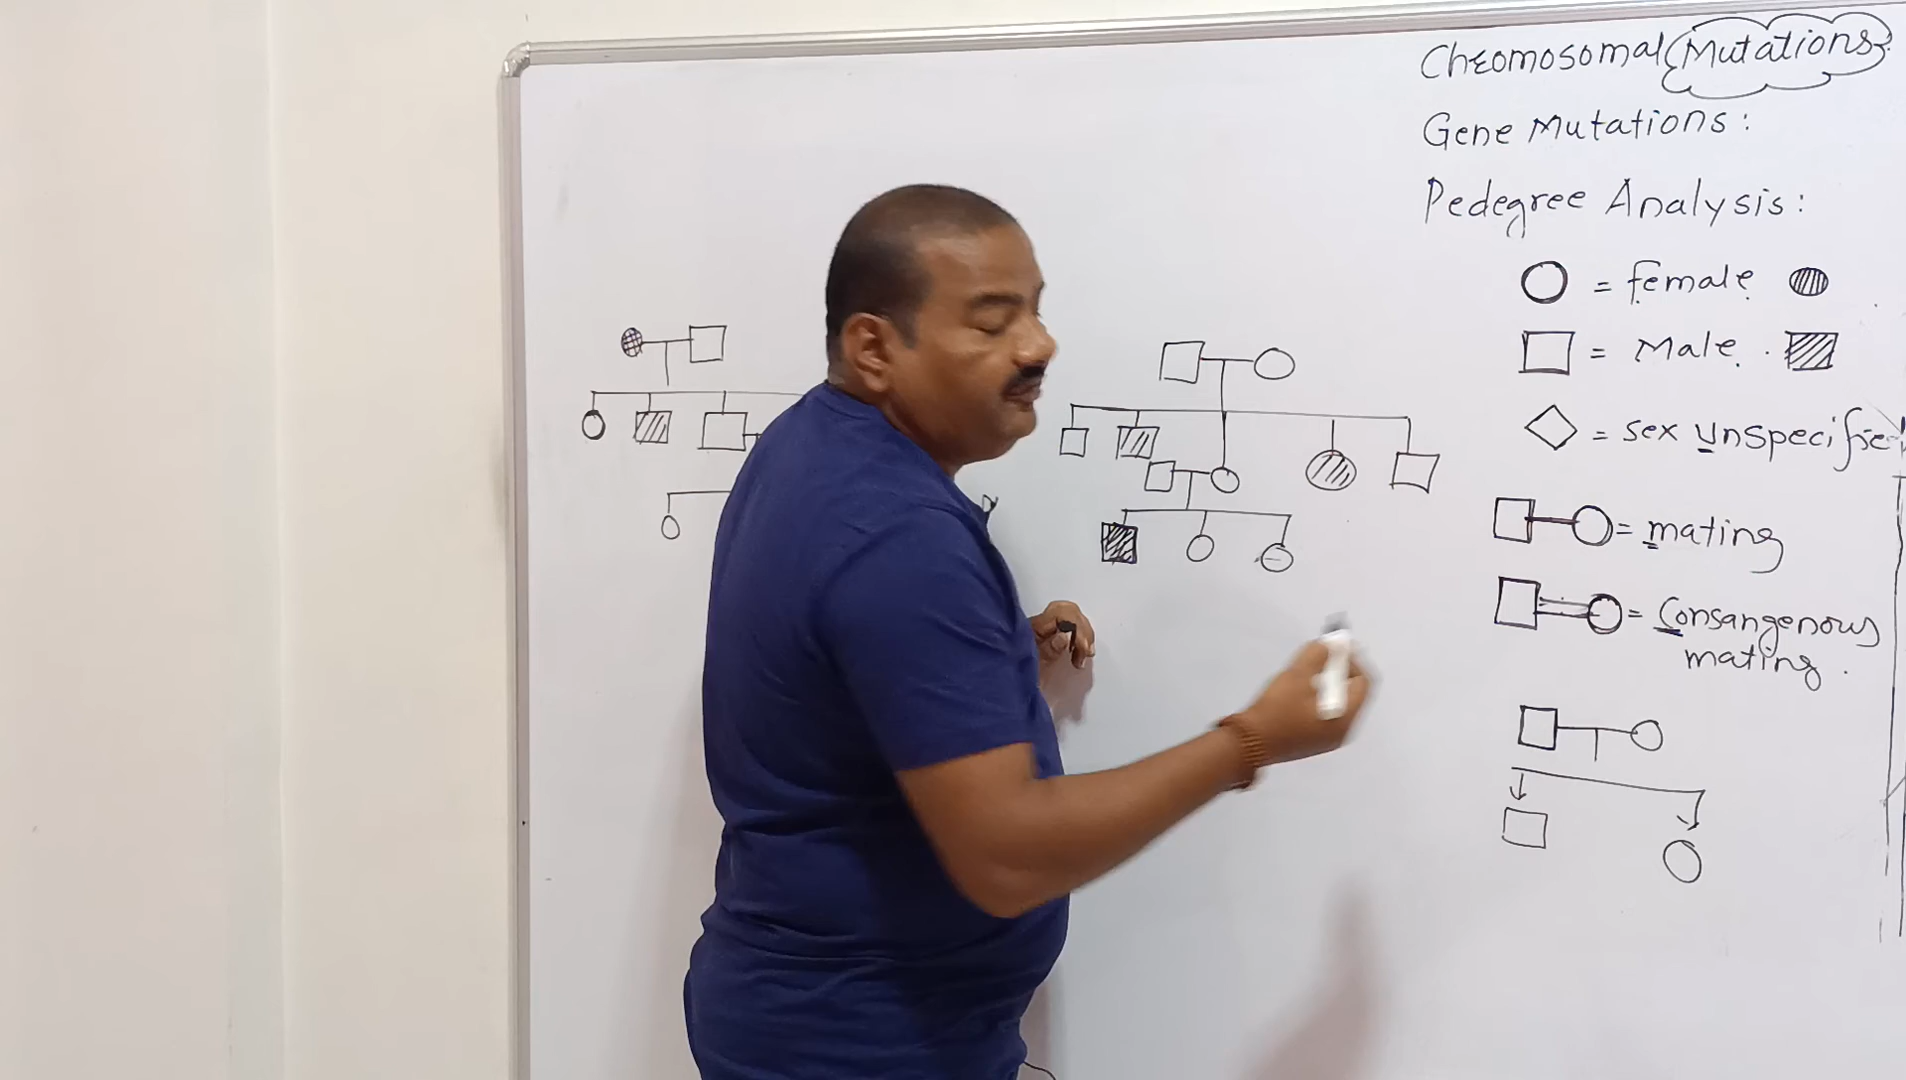 Chromosomal Mutations:
Gene Mutations:
Pedegree Analysis:
= female
= Male.
= sex unspecifie
= mating
= Consangenous
mating.